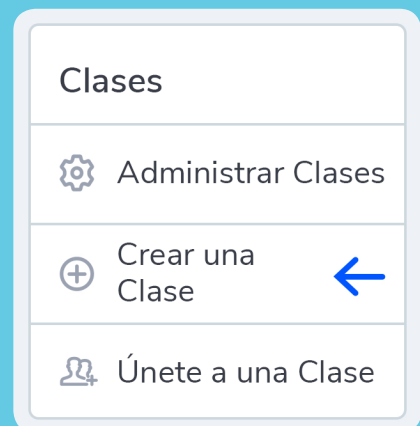 Clases
Administrar Clases
Crear una
Clase
Únete a una Clase